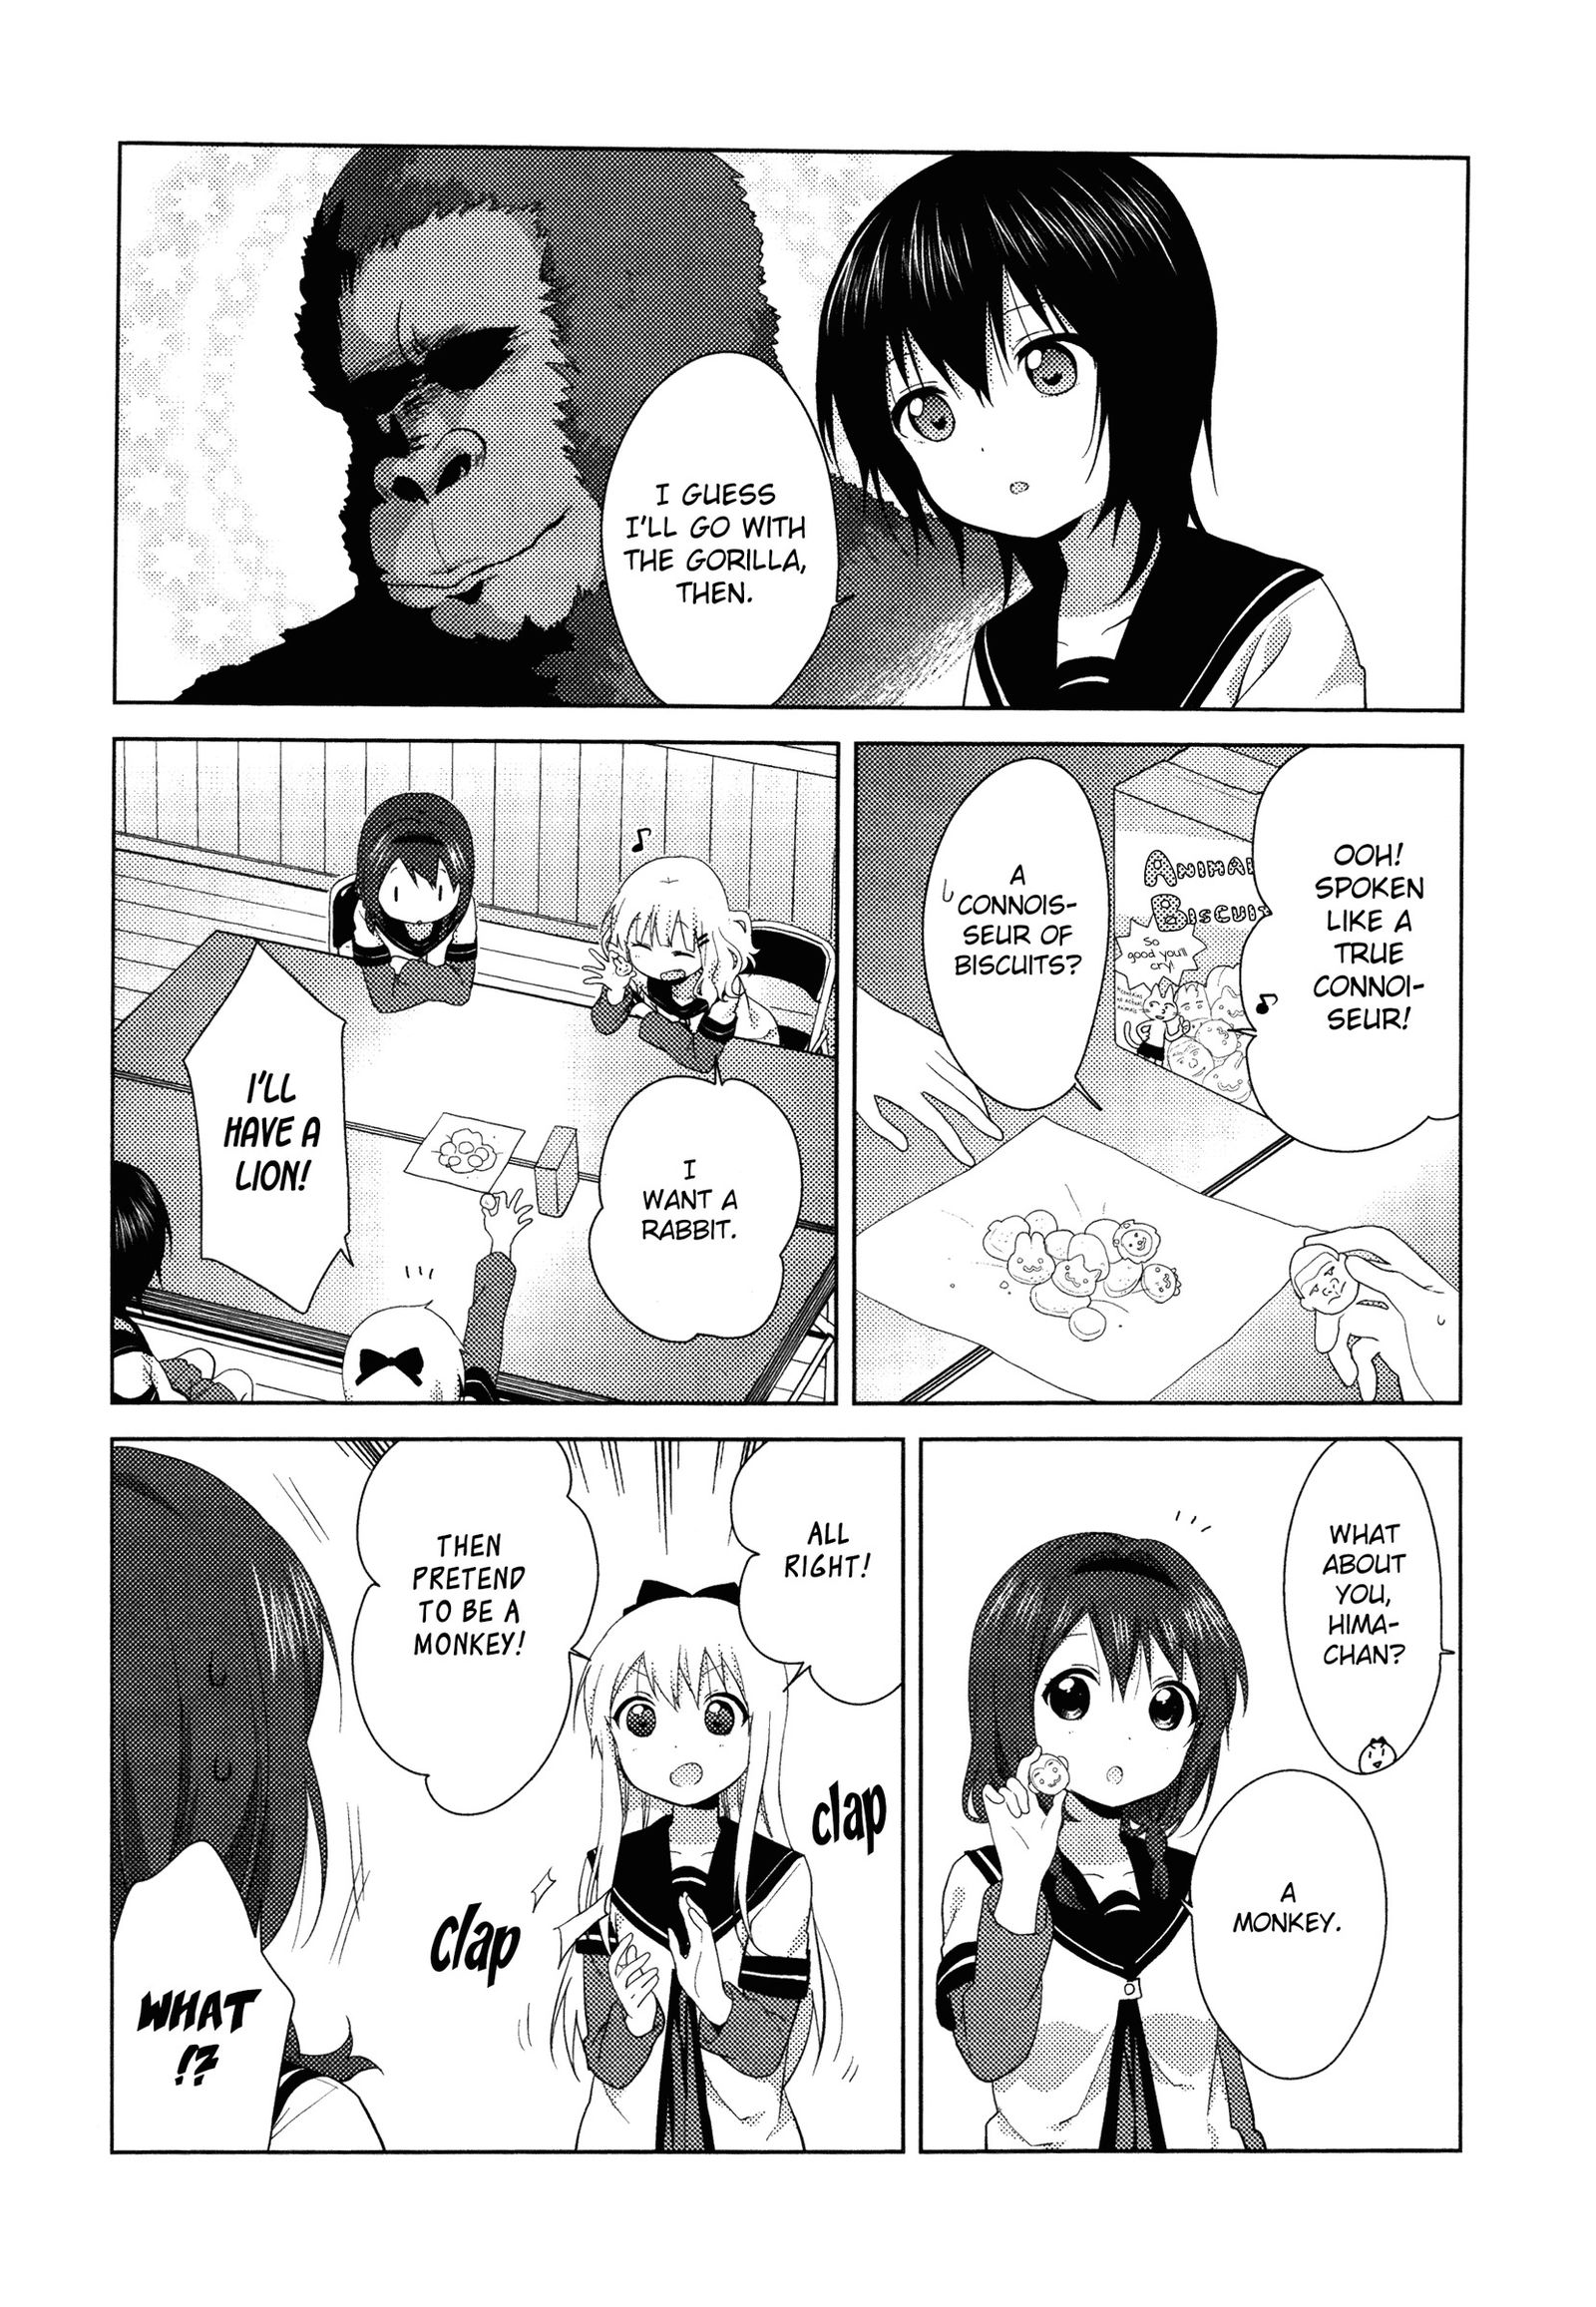 I GUESS
I'LL GO WITH
THE GORILLA,
THEN.
OOH!
SPOKEN
LIKE A
TRUE
CONNOI-
SEUR!
A
CONNOIS-
SEUR OF
BISCUITS?
ANIMAL
BISCUIT
So
good you'll
cry!
I
WANT A
RABBIT.
I'LL
HAVE A
LION!
WHAT
ABOUT
YOU,
HIMA-
CHAN?
A
MONKEY.
ALL
RIGHT!
THEN
PRETEND
TO BE A
MONKEY!
clap
clap
WHAT
!?